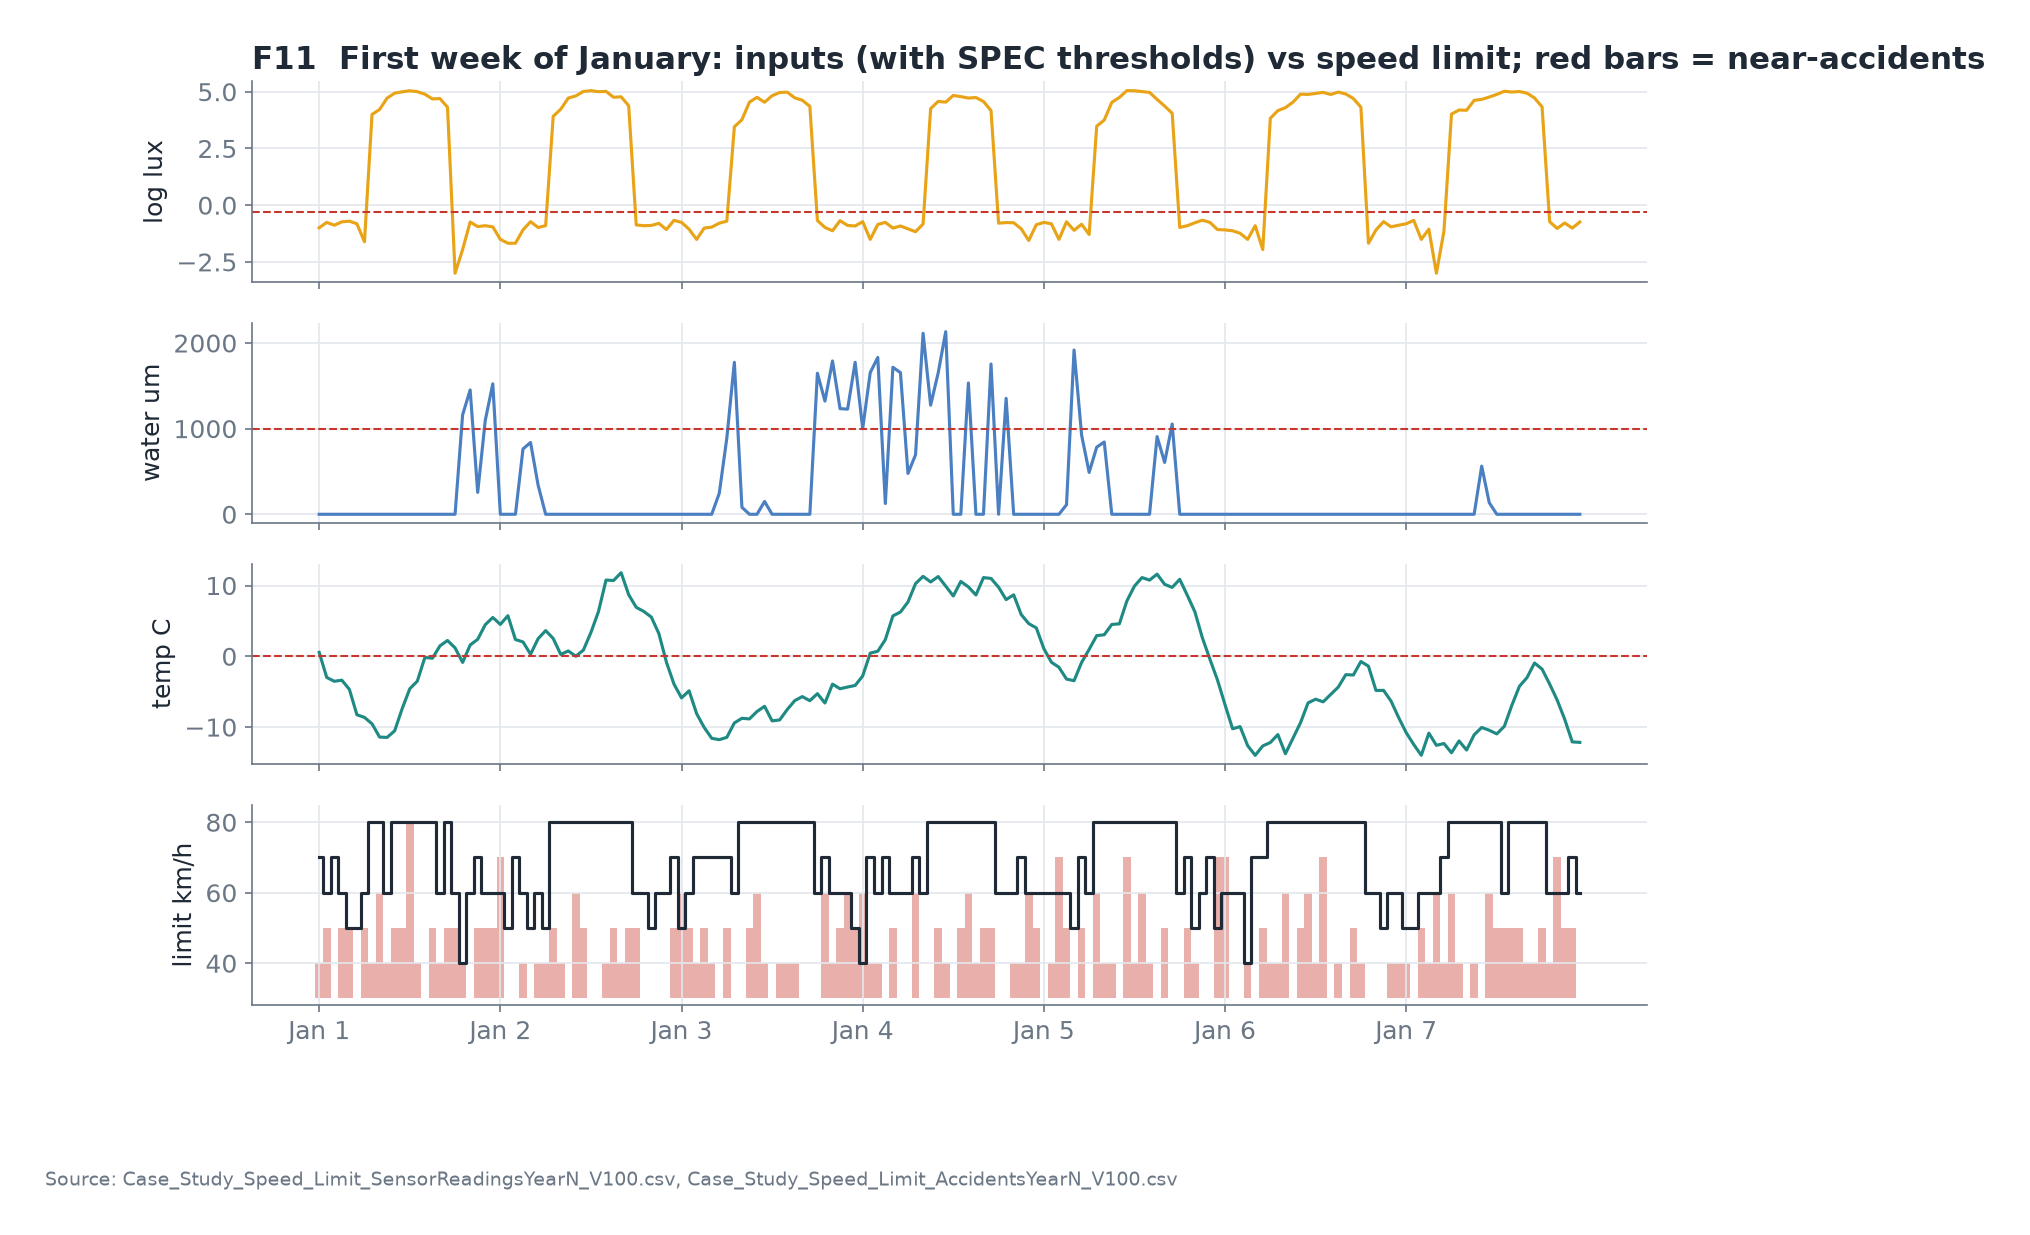 F11  First week of January: inputs (with SPEC thresholds) vs speed limit; red bars = near-accidents
log lux
5.0
2.5
0.0
−2.5
water um
2000
1000
0
temp C
10
0
−10
limit km/h
80
60
40
Jan 1
Jan 2
Jan 3
Jan 4
Jan 5
Jan 6
Jan 7
Source: Case_Study_Speed_Limit_SensorReadingsYearN_V100.csv, Case_Study_Speed_Limit_AccidentsYearN_V100.csv